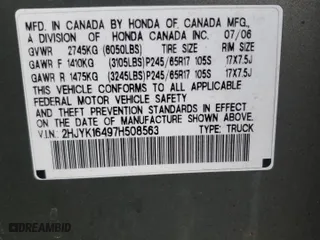 MFD. IN CANADA BY HONDA OF CANADA MFG.,
A DIVISION OF HONDA CANADA INC. 07/06
GVWR 2745KG (6050LBS) TIRE SIZE RIM SIZE
GAWR F 1410KG (3105LBS) P245/65R17 105S 17X7.5J
GAWR R 1475KG (3245LBS) P245/65R17 105S 17X7.5J
THIS VEHICLE CONFORMS TO ALL APPLICABLE
FEDERAL MOTOR VEHICLE SAFETY STANDARDS
IN EFFECT ON THE DATE OF MANUFACTURE
SHOWN ABOVE.
V.I.N.: 2HJYK16497H508563 TYPE: TRUCK
DREAMBID